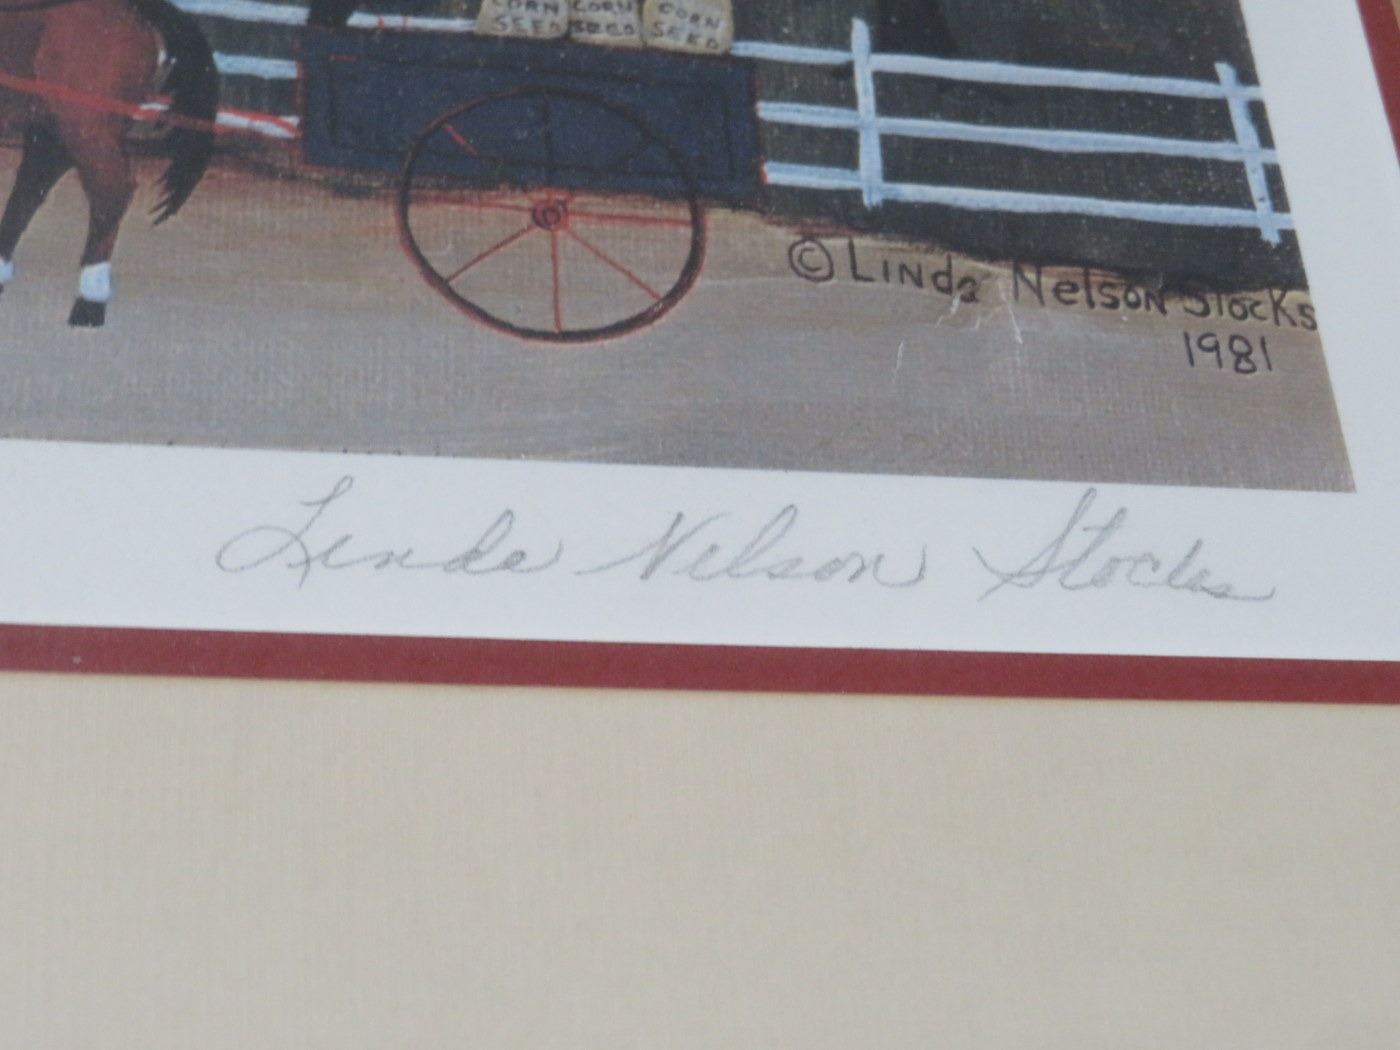 CORN CORN CORN
SEED SEED SEED
© Linda Nelson Stocks
1981
Linda Nelson Stocks